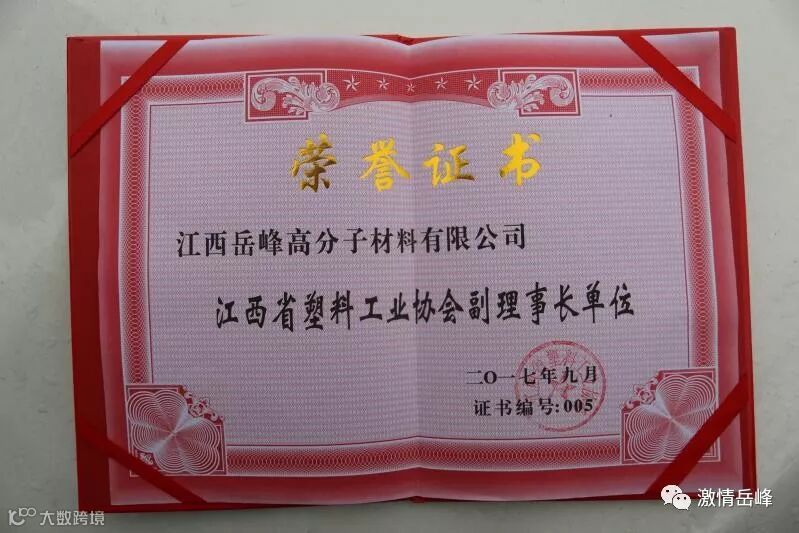 荣誉证书
江西岳峰高分子材料有限公司
江西省塑料工业协会副理事长单位
二〇一七年九月
证书编号:005
激情岳峰
10100 大数跨境